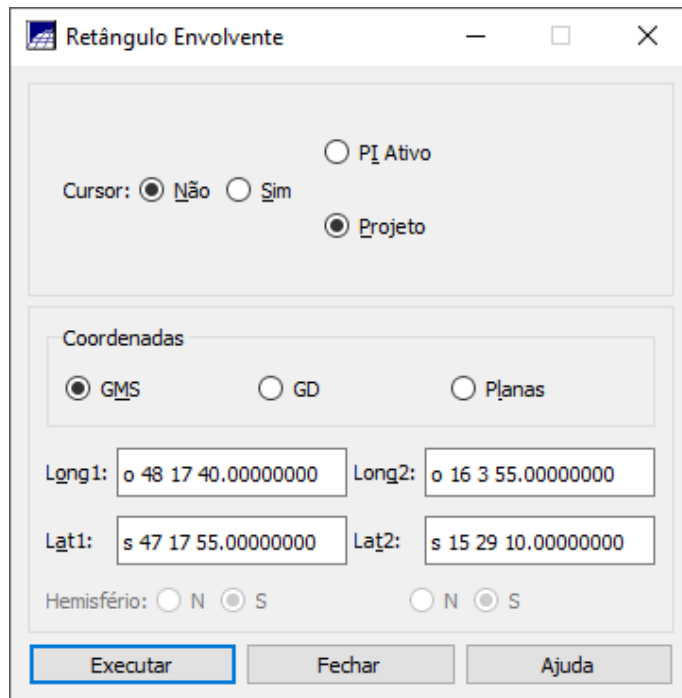 Retângulo Envolvente
PI Ativo
Cursor: Não Sim
Projeto
Coordenadas
GMS GD Planas
Long1: o 48 17 40.00000000 Long2: o 16 3 55.00000000
Lat1: s 47 17 55.00000000 Lat2: s 15 29 10.00000000
Hemisfério: N S N S
Executar Fechar Ajuda